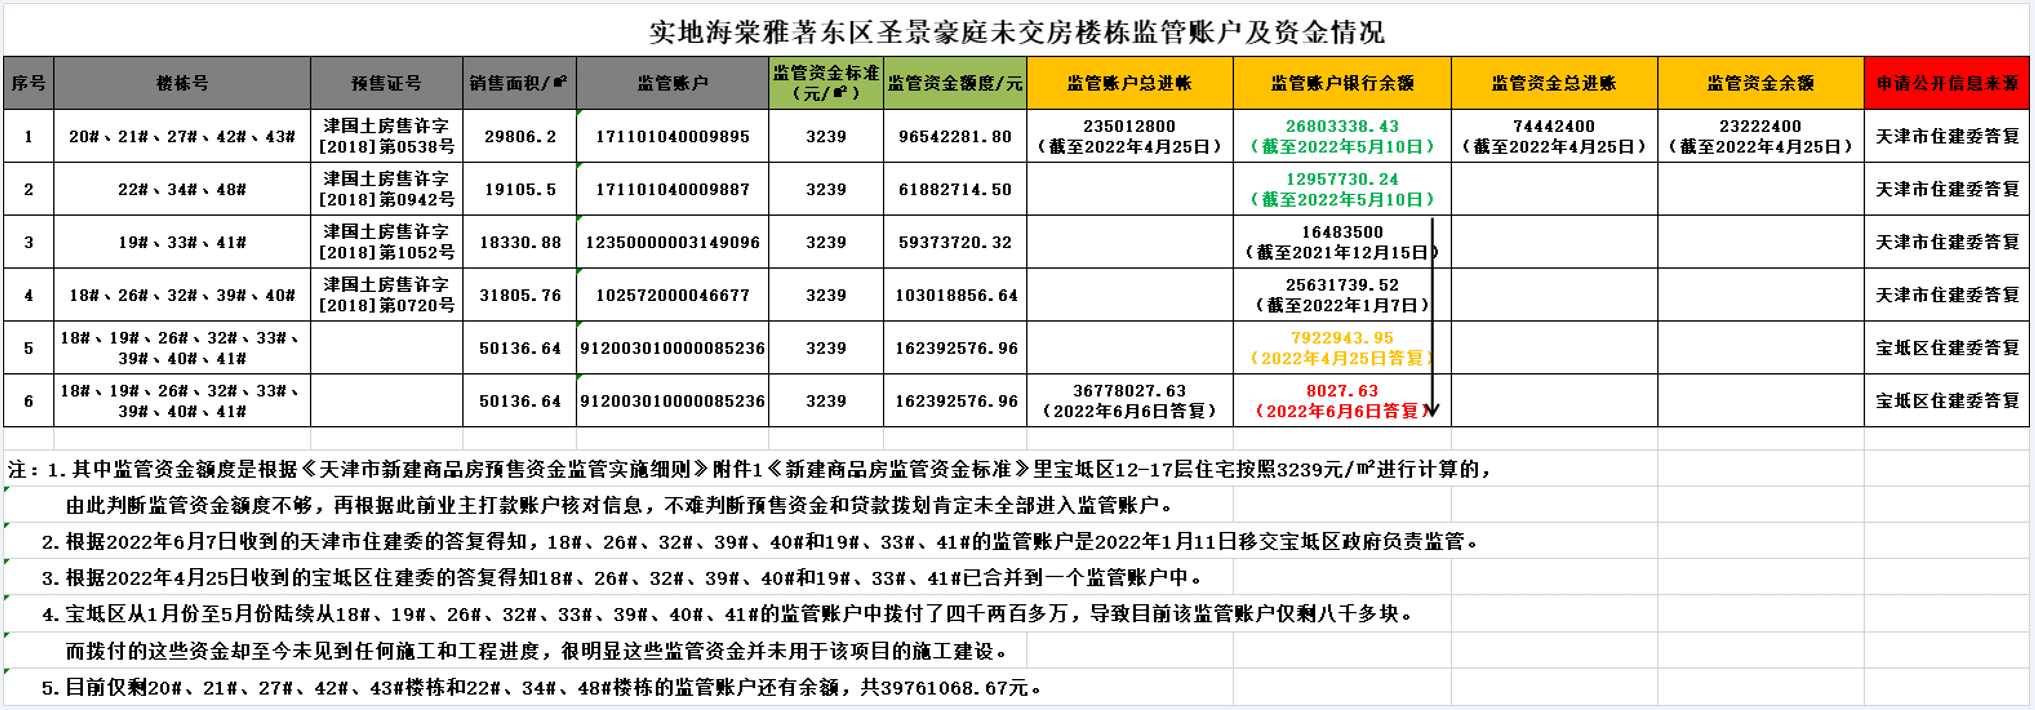 实地海棠雅著东区圣景豪庭未交房楼栋监管账户及资金情况
序号 楼栋号 预售证号 销售面积/㎡ 监管账户 监管资金标准（元/㎡） 监管资金额度/元 监管账户总进帐 监管账户银行余额 监管资金总进账 监管资金余额 申请公开信息来源
1 20#、21#、27#、42#、43# 津国土房售许字[2018]第0538号 29806.2 171101040009895 3239 96542281.80 235012800（截至2022年4月25日） 26803338.43（截至2022年5月10日） 74442400（截至2022年4月25日） 23222400（截至2022年4月25日） 天津市住建委答复
2 22#、34#、48# 津国土房售许字[2018]第0942号 19105.5 171101040009887 3239 61882714.50 12957730.24（截至2022年5月10日） 天津市住建委答复
3 19#、33#、41# 津国土房售许字[2018]第1052号 18330.88 12350000003149096 3239 59373720.32 16483500（截至2021年12月15日） 天津市住建委答复
4 18#、26#、32#、39#、40# 津国土房售许字[2018]第0720号 31805.76 102572000046677 3239 103018856.64 25631739.52（截至2022年1月7日） 天津市住建委答复
5 18#、19#、26#、32#、33#、39#、40#、41# 50136.64 912003010000085236 3239 162392576.96 7922943.95（2022年4月25日答复） 宝坻区住建委答复
6 18#、19#、26#、32#、33#、39#、40#、41# 50136.64 912003010000085236 3239 162392576.96 36778027.63（2022年6月6日答复） 8027.63（2022年6月6日答复） 宝坻区住建委答复
注：1.其中监管资金额度是根据《天津市新建商品房预售资金监管实施细则》附件1《新建商品房监管资金标准》里宝坻区12-17层住宅按照3239元/㎡进行计算的，
由此判断监管资金额度不够，再根据此前业主打款账户核对信息，不难判断预售资金和贷款拨划肯定未全部进入监管账户。
2.根据2022年6月7日收到的天津市住建委的答复得知，18#、26#、32#、39#、40#和19#、33#、41#的监管账户是2022年1月11日移交宝坻区政府负责监管。
3.根据2022年4月25日收到的宝坻区住建委的答复得知18#、26#、32#、39#、40#和19#、33#、41#已合并到一个监管账户中。
4.宝坻区从1月份至5月份陆续从18#、19#、26#、32#、33#、39#、40#、41#的监管账户中拨付了四千两百多万，导致目前该监管账户仅剩八千多块。
而拨付的这些资金却至今未见到任何施工和工程进度，很明显这些监管资金并未用于该项目的施工建设。
5.目前仅剩20#、21#、27#、42#、43#楼栋和22#、34#、48#楼栋的监管账户还有余额，共39761068.67元。